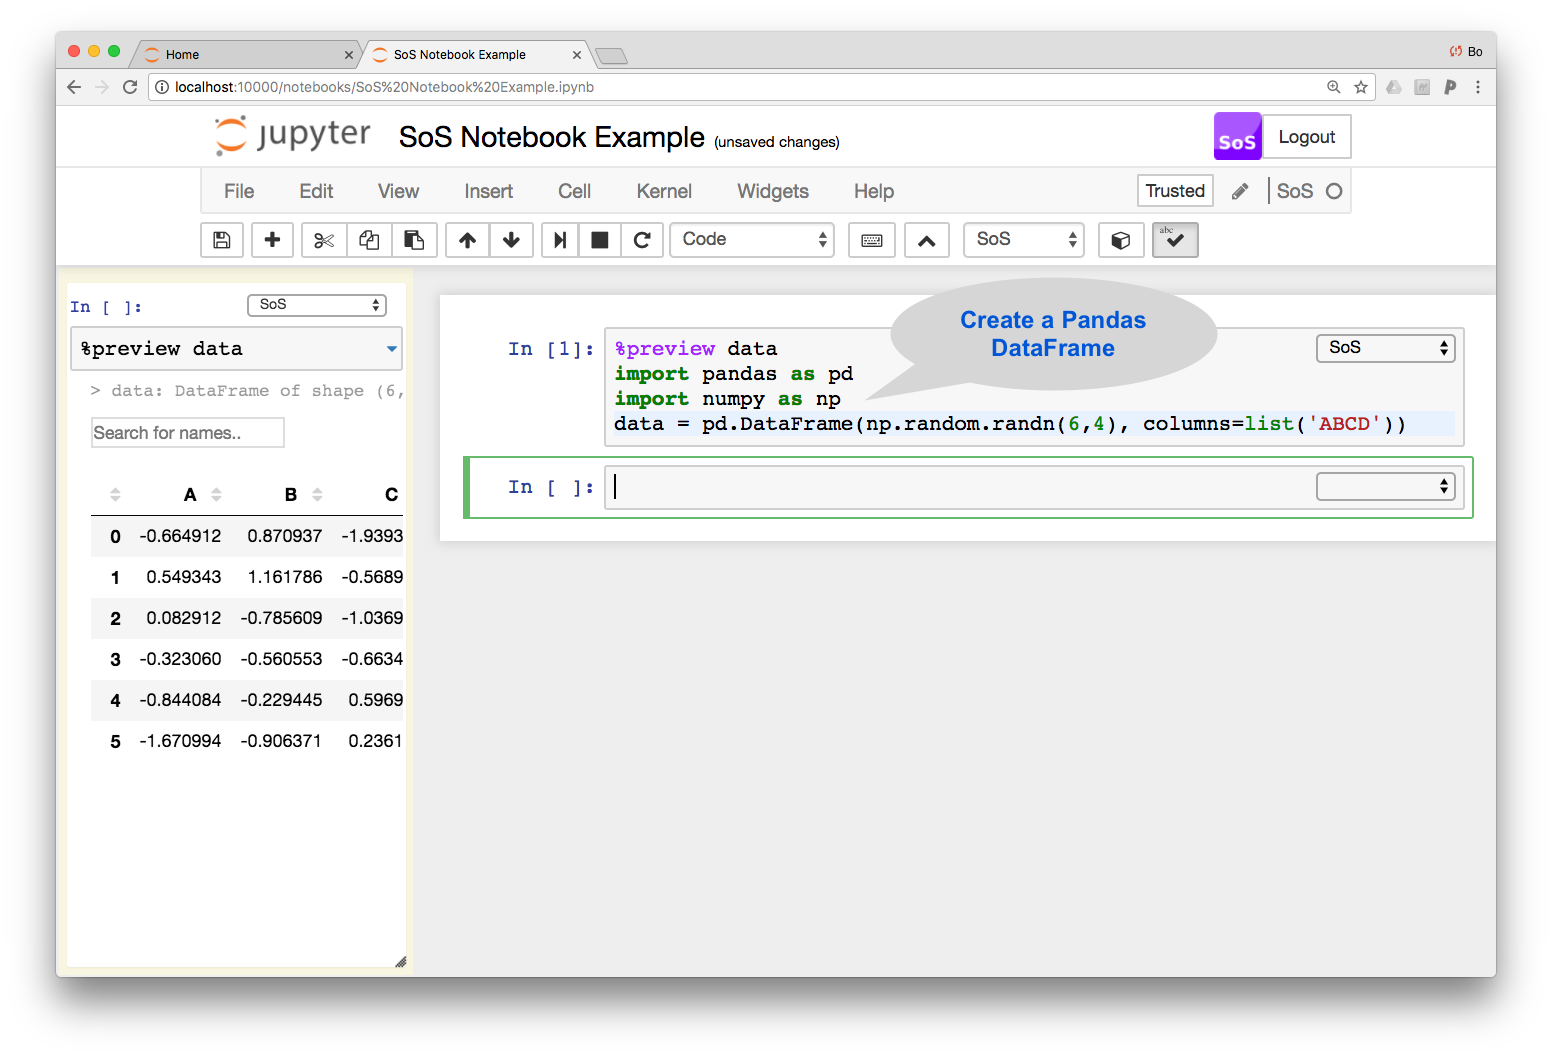 Home
SoS Notebook Example
Bo
localhost:10000/notebooks/SoS%20Notebook%20Example.ipynb
jupyter SoS Notebook Example (unsaved changes)
SoS
Logout
File Edit View Insert Cell Kernel Widgets Help
Trusted
SoS
Code
SoS
abc
In [ ]:
SoS
%preview data
> data: DataFrame of shape (6,
Search for names..
A B C
0 -0.664912 0.870937 -1.9393
1 0.549343 1.161786 -0.5689
2 0.082912 -0.785609 -1.0369
3 -0.323060 -0.560553 -0.6634
4 -0.844084 -0.229445 0.5969
5 -1.670994 -0.906371 0.2361
Create a Pandas
DataFrame
In [1]:
SoS
%preview data
import pandas as pd
import numpy as np
data = pd.DataFrame(np.random.randn(6,4), columns=list('ABCD'))
In [ ]: